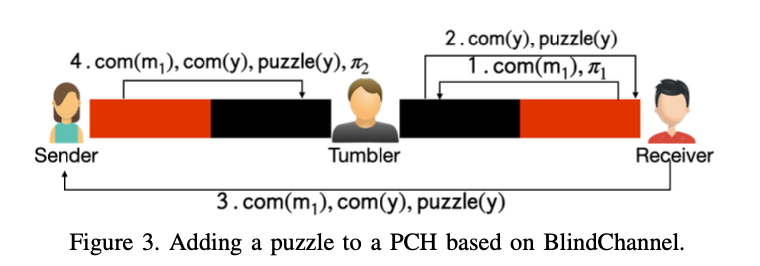 2.com(y), puzzle(y)
4.com(m₁), com(y), puzzle(y), π₂
1.com(m₁), π₁
Sender
Tumbler
Receiver
3.com(m₁), com(y), puzzle(y)
Figure 3. Adding a puzzle to a PCH based on BlindChannel.